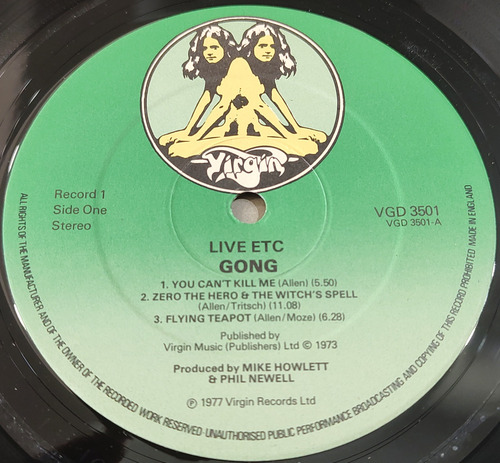 Virgin
Record 1
Side One
Stereo
VGD 3501
VGD 3501-A
LIVE ETC
GONG
1. YOU CAN'T KILL ME (Allen) (5.50)
2. ZERO THE HERO & THE WITCH'S SPELL
(Allen/Tritsch) (11.08)
3. FLYING TEAPOT (Allen/Moze) (6.28)
Published by
Virgin Music (Publishers) Ltd © 1973
Produced by MIKE HOWLETT
& PHIL NEWELL
℗ 1977 Virgin Records Ltd
ALL RIGHTS OF THE MANUFACTURER AND OF THE OWNER OF THE RECORDED WORK RESERVED·UNAUTHORISED PUBLIC PERFORMANCE BROADCASTING AND COPYING OF THIS RECORD PROHIBITED MADE IN ENGLAND